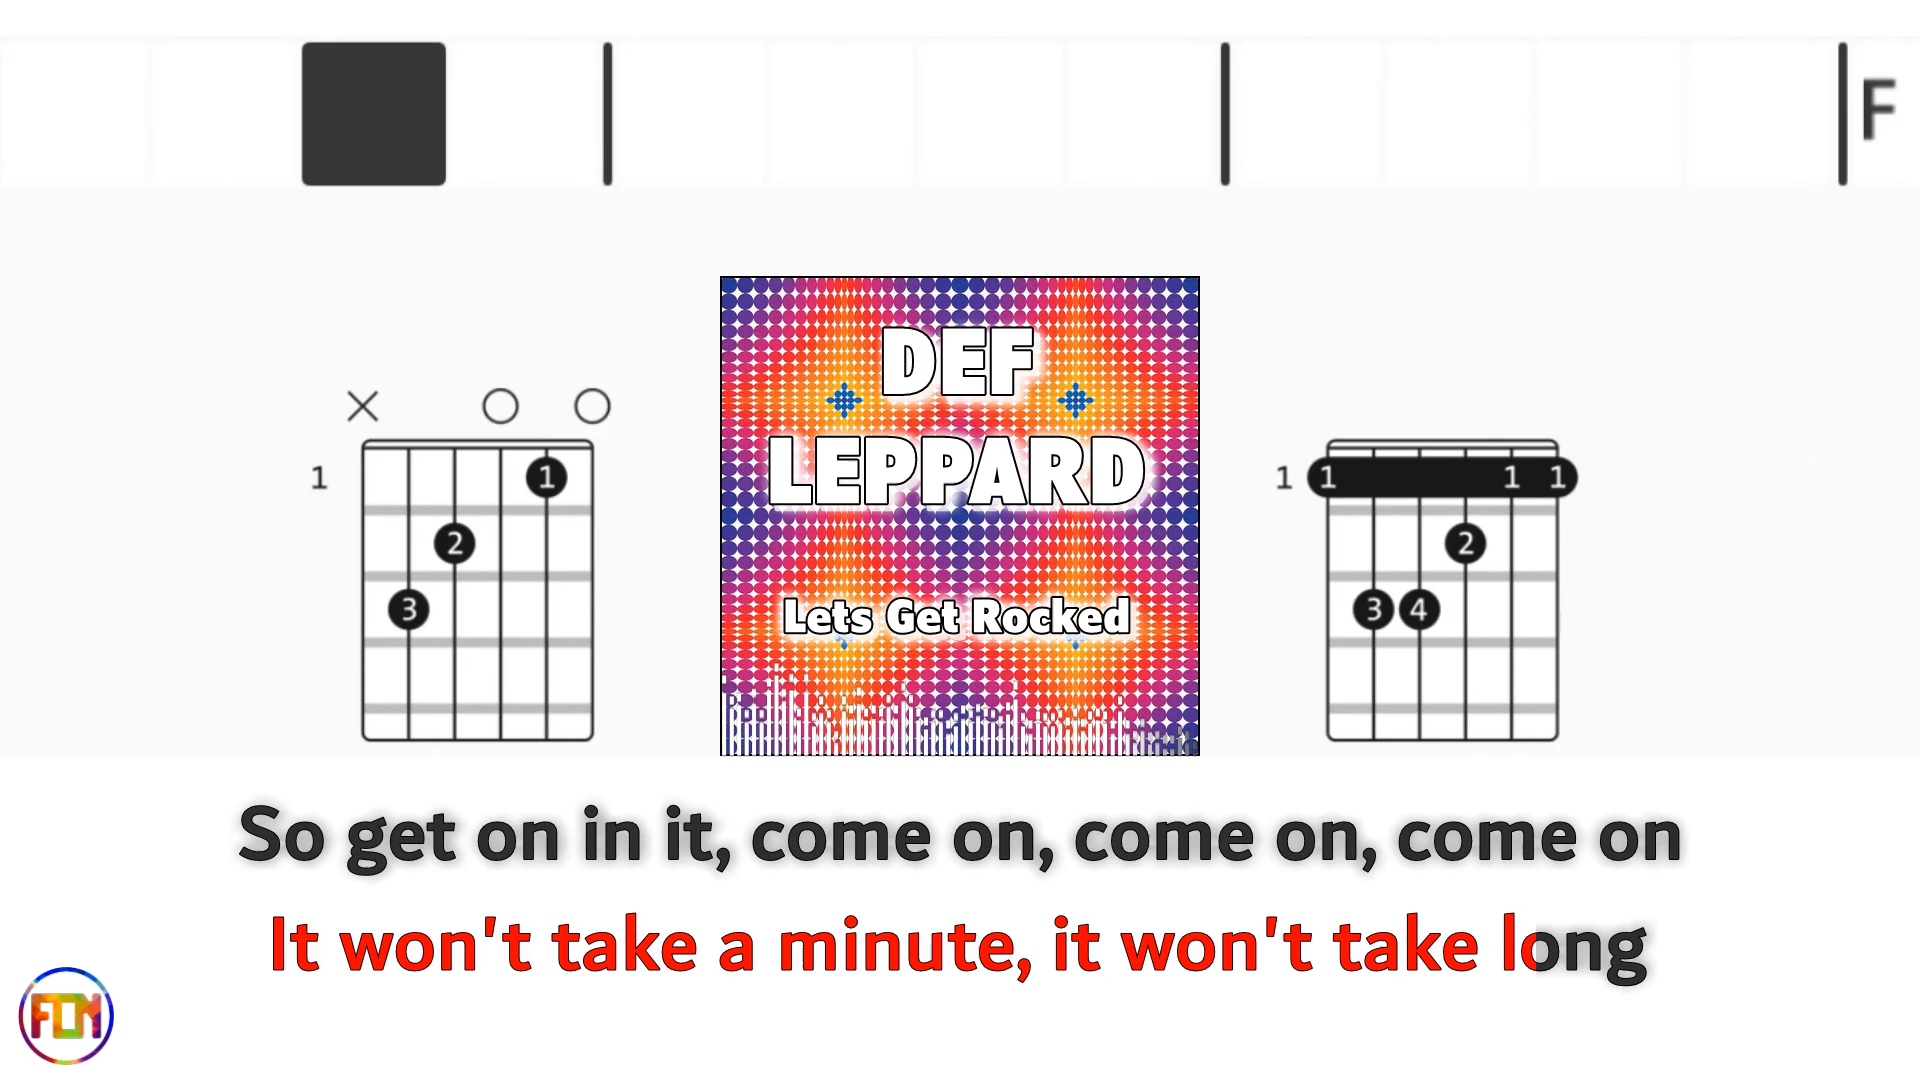 F
DEF
LEPPARD
Lets Get Rocked
1 1
2
3
1 1 1 1
2
3 4
So get on in it, come on, come on, come on
It won't take a minute, it won't take long
FCM